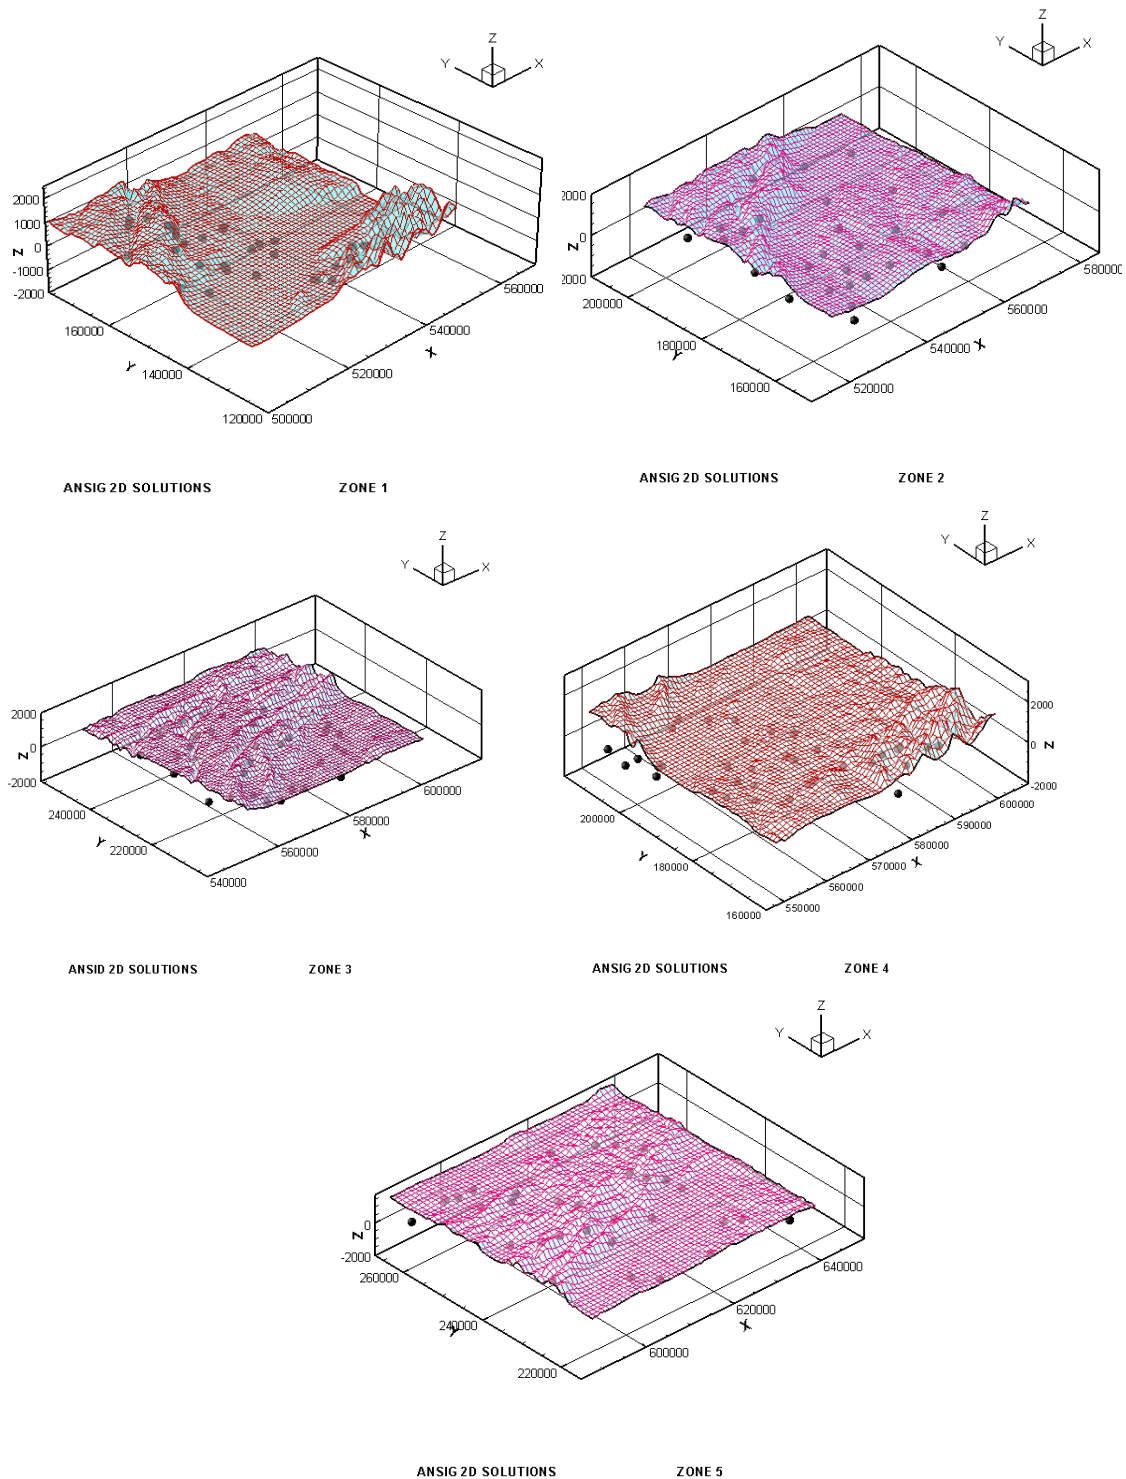 Z
Y
X
2000
1000
0
-1000
-2000
Z
160000
140000
120000
Y
500000
520000
540000
560000
X
ANSIG 2D SOLUTIONS ZONE 1
Z
Y
X
2000
0
2000
Z
200000
180000
160000
Y
520000
540000
560000
580000
X
ANSIG 2D SOLUTIONS ZONE 2
Z
Y
X
2000
0
-2000
Z
240000
220000
Y
540000
560000
580000
600000
X
ANSID 2D SOLUTIONS ZONE 3
Z
Y
X
2000
0
-2000
Z
200000
180000
160000
Y
550000
560000
570000
580000
590000
600000
X
ANSIG 2D SOLUTIONS ZONE 4
Z
Y
X
0
-2000
Z
260000
240000
220000
Y
600000
620000
640000
X
ANSIG 2D SOLUTIONS ZONE 5